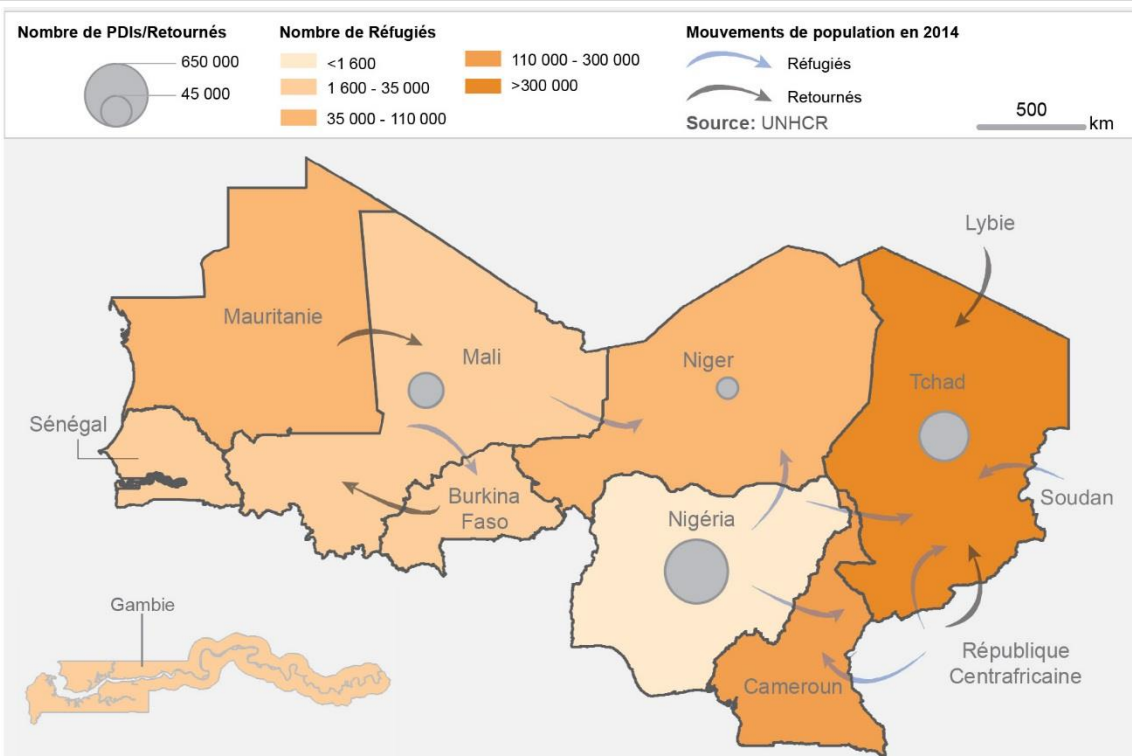 Nombre de PDIs/Retournés
650 000
45 000
Nombre de Réfugiés
<1 600
1 600 - 35 000
35 000 - 110 000
110 000 - 300 000
>300 000
Mouvements de population en 2014
Réfugiés
Retournés
Source: UNHCR
500
km
Lybie
Mauritanie
Mali
Niger
Tchad
Sénégal
Soudan
Burkina
Faso
Nigéria
Gambie
République
Centrafricaine
Cameroun